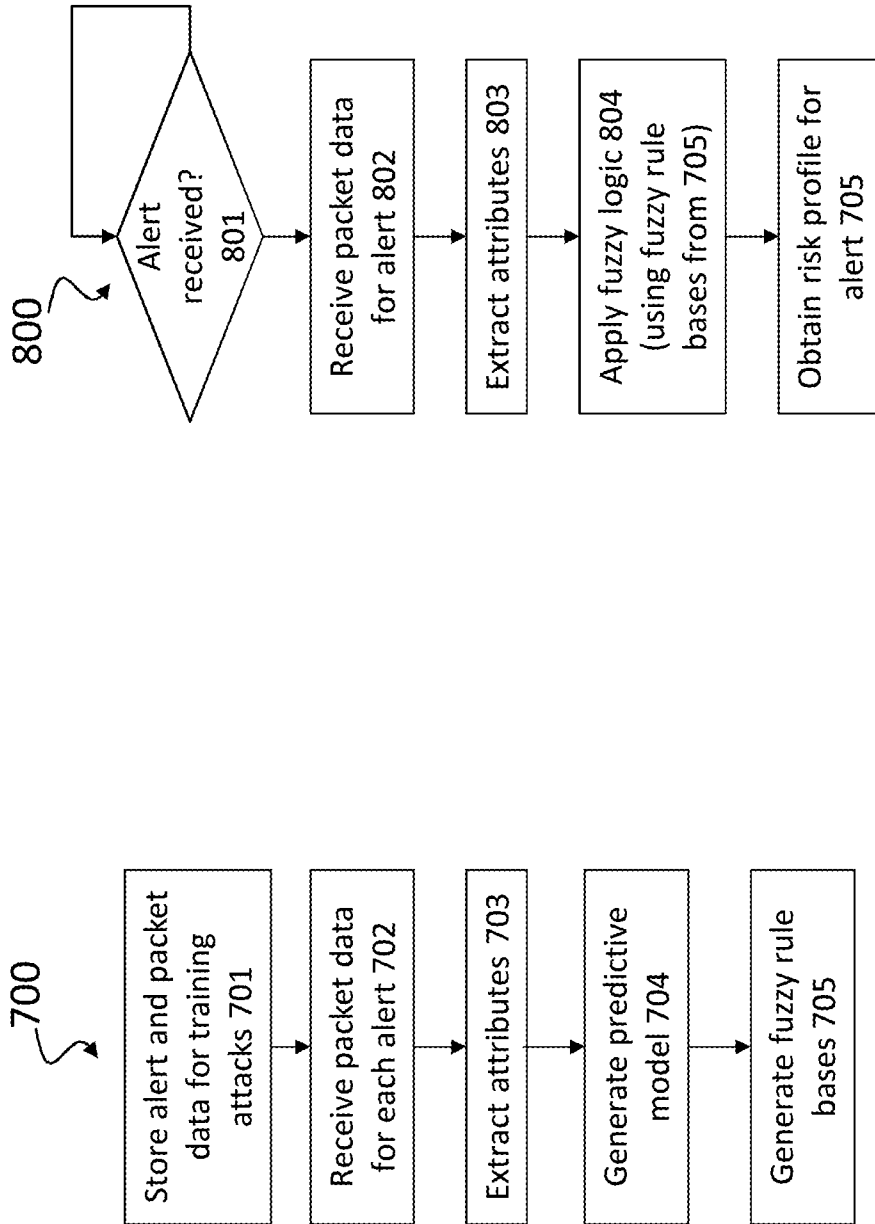 700
Store alert and packet
data for training
attacks 701
Receive packet data
for each alert 702
Extract attributes 703
Generate predictive
model 704
Generate fuzzy rule
bases 705
800
Alert
received?
801
Receive packet data
for alert 802
Extract attributes 803
Apply fuzzy logic 804
(using fuzzy rule
bases from 705)
Obtain risk profile for
alert 705